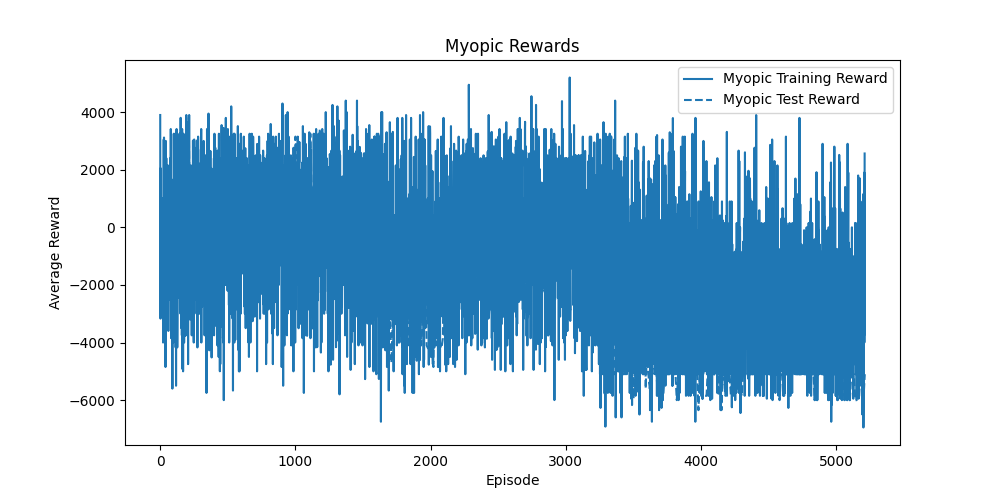 Myopic Rewards
Myopic Training Reward
Myopic Test Reward
4000
2000
0
−2000
−4000
−6000
Average Reward
0
1000
2000
3000
4000
5000
Episode